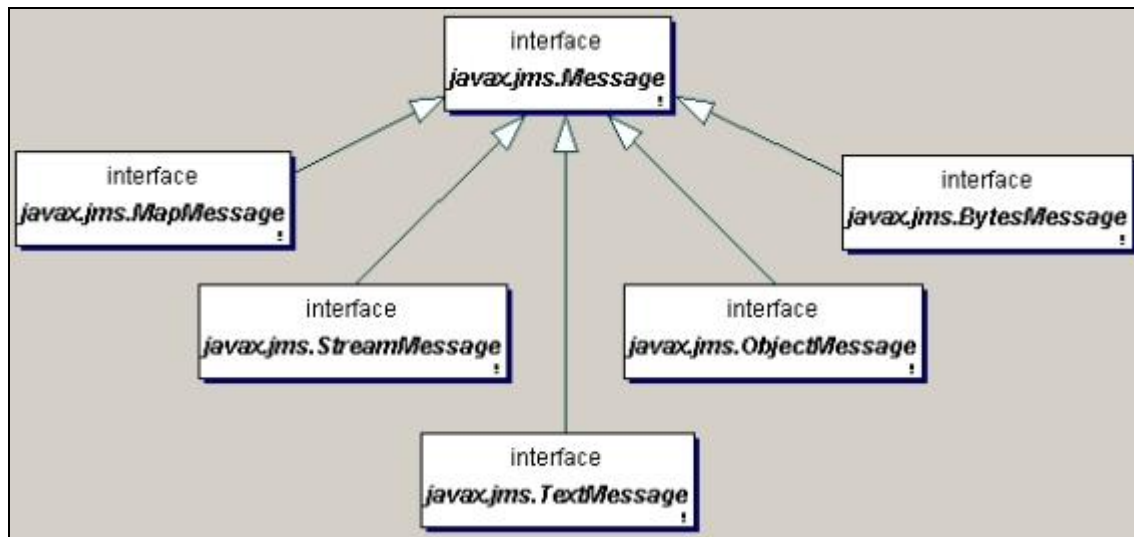 interface
javax.jms.Message
!
interface
javax.jms.MapMessage
!
interface
javax.jms.BytesMessage
!
interface
javax.jms.StreamMessage
!
interface
javax.jms.ObjectMessage
!
interface
javax.jms.TextMessage
!